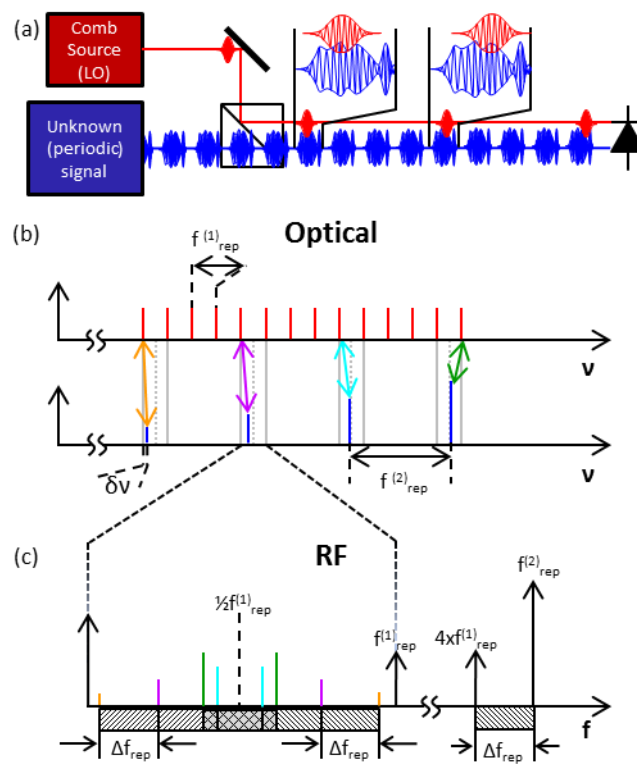 (a)
Comb
Source
(LO)
Unknown
(periodic)
signal
(b)
Optical
f⁽¹⁾rep
ν
δν
f⁽²⁾rep
ν
(c)
RF
½f⁽¹⁾rep
f⁽¹⁾rep
4xf⁽¹⁾rep
f⁽²⁾rep
f
Δfrep
Δfrep
Δfrep